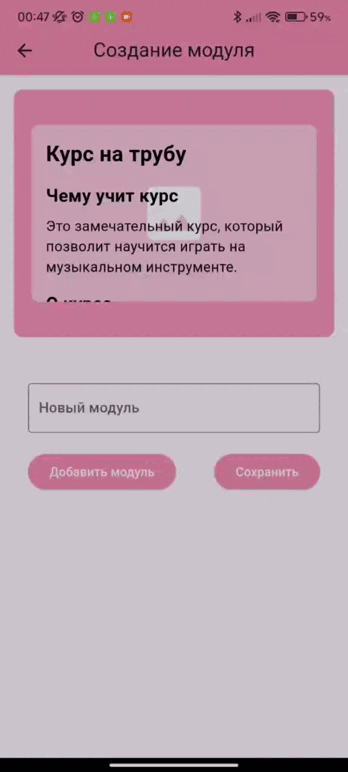 00:47 59%
Создание модуля
Курс на трубу
Чему учит курс
Это замечательный курс, который
позволит научится играть на
музыкальном инструменте.
Новый модуль
Добавить модуль Сохранить